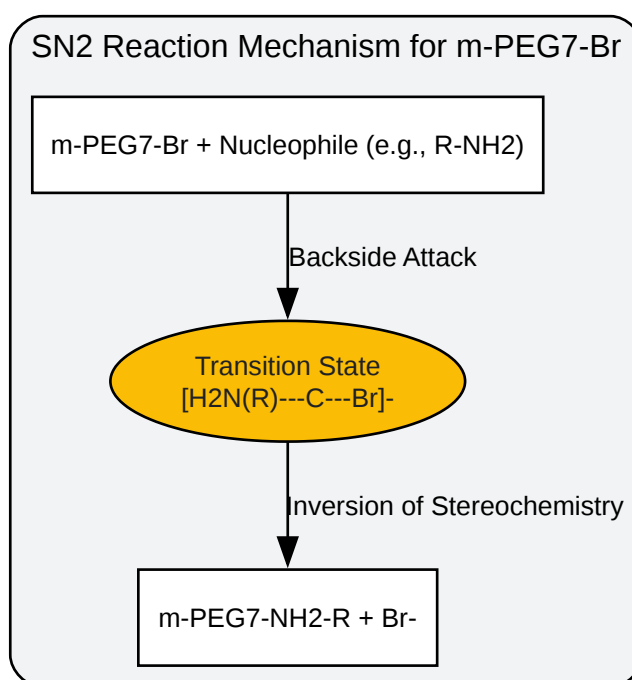 SN2 Reaction Mechanism for m-PEG7-Br
m-PEG7-Br + Nucleophile (e.g., R-NH2)
Backside Attack
Transition State
[H2N(R)---C---Br]-
Inversion of Stereochemistry
m-PEG7-NH2-R + Br-